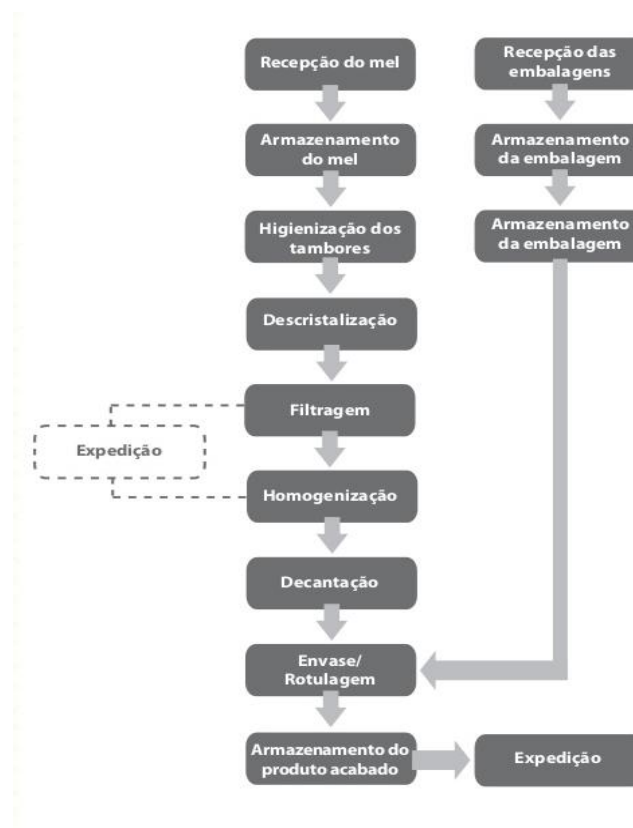 Recepção do mel
Armazenamento
do mel
Higienização dos
tambores
Descristalização
Filtragem
Expedição
Homogenização
Decantação
Envase/
Rotulagem
Armazenamento do
produto acabado
Recepção das
embalagens
Armazenamento
da embalagem
Armazenamento
da embalagem
Expedição